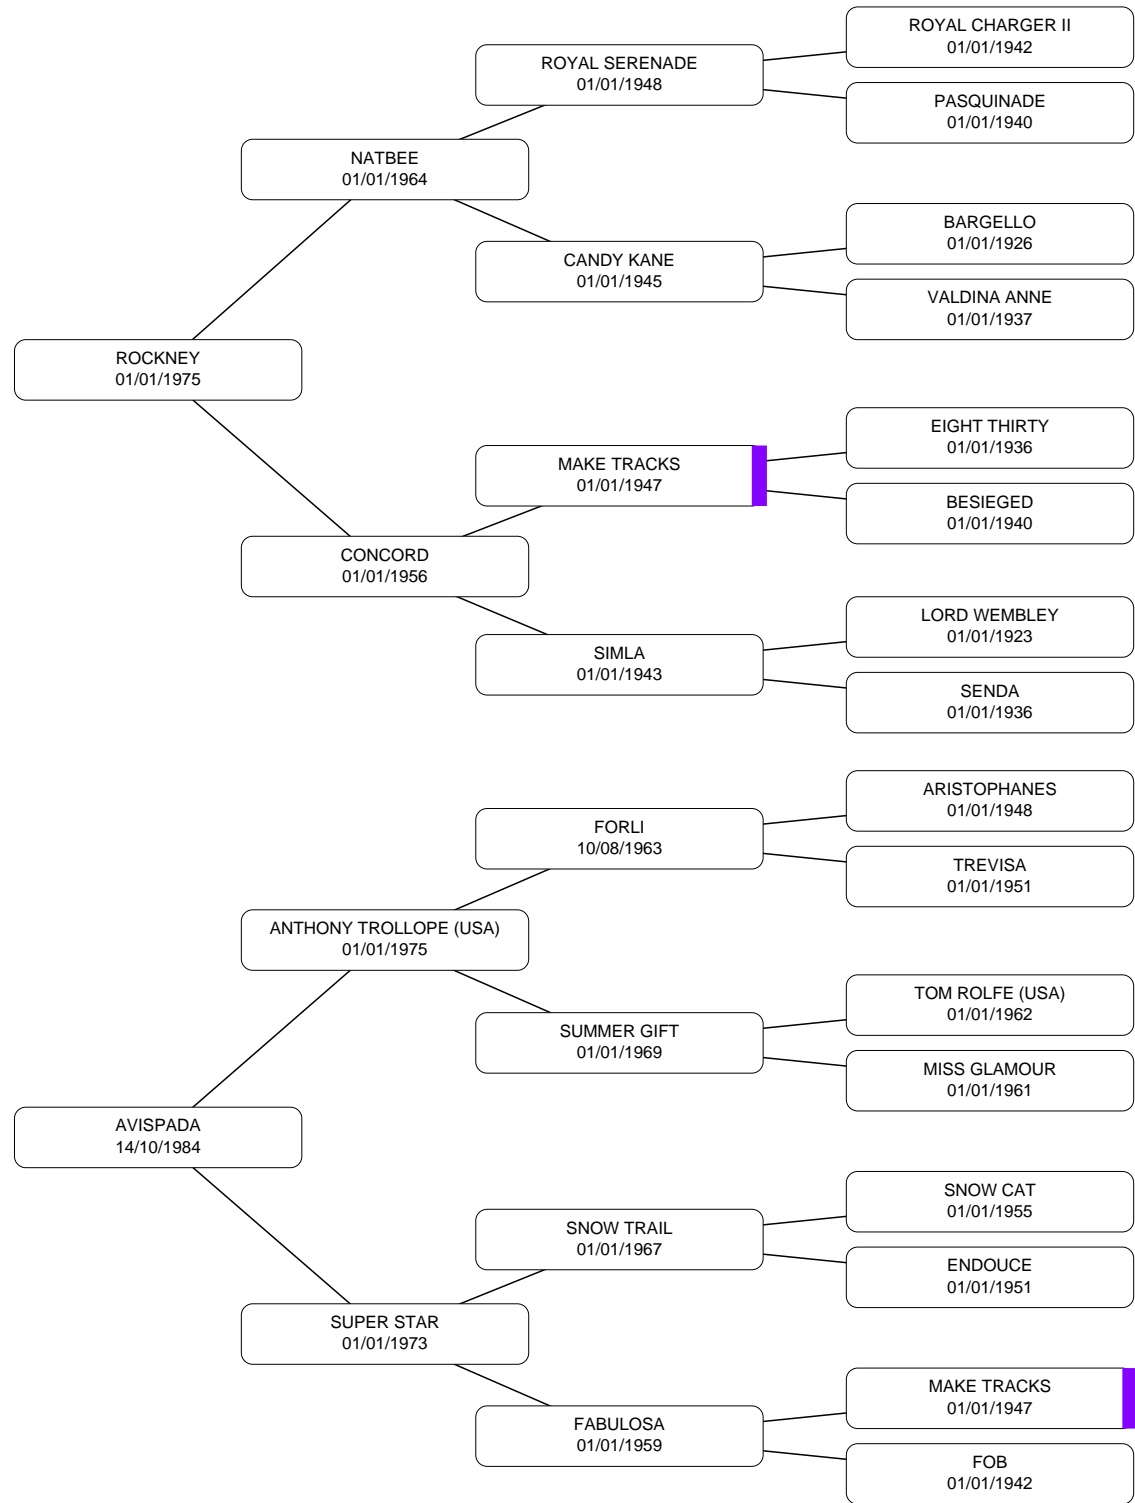 ROYAL CHARGER II
01/01/1942
ROYAL SERENADE
01/01/1948
PASQUINADE
01/01/1940
NATBEE
01/01/1964
BARGELLO
01/01/1926
CANDY KANE
01/01/1945
VALDINA ANNE
01/01/1937
ROCKNEY
01/01/1975
EIGHT THIRTY
01/01/1936
MAKE TRACKS
01/01/1947
BESIEGED
01/01/1940
CONCORD
01/01/1956
LORD WEMBLEY
01/01/1923
SIMLA
01/01/1943
SENDA
01/01/1936
ARISTOPHANES
01/01/1948
FORLI
10/08/1963
TREVISA
01/01/1951
ANTHONY TROLLOPE (USA)
01/01/1975
TOM ROLFE (USA)
01/01/1962
SUMMER GIFT
01/01/1969
MISS GLAMOUR
01/01/1961
AVISPADA
14/10/1984
SNOW CAT
01/01/1955
SNOW TRAIL
01/01/1967
ENDOUCE
01/01/1951
SUPER STAR
01/01/1973
MAKE TRACKS
01/01/1947
FABULOSA
01/01/1959
FOB
01/01/1942